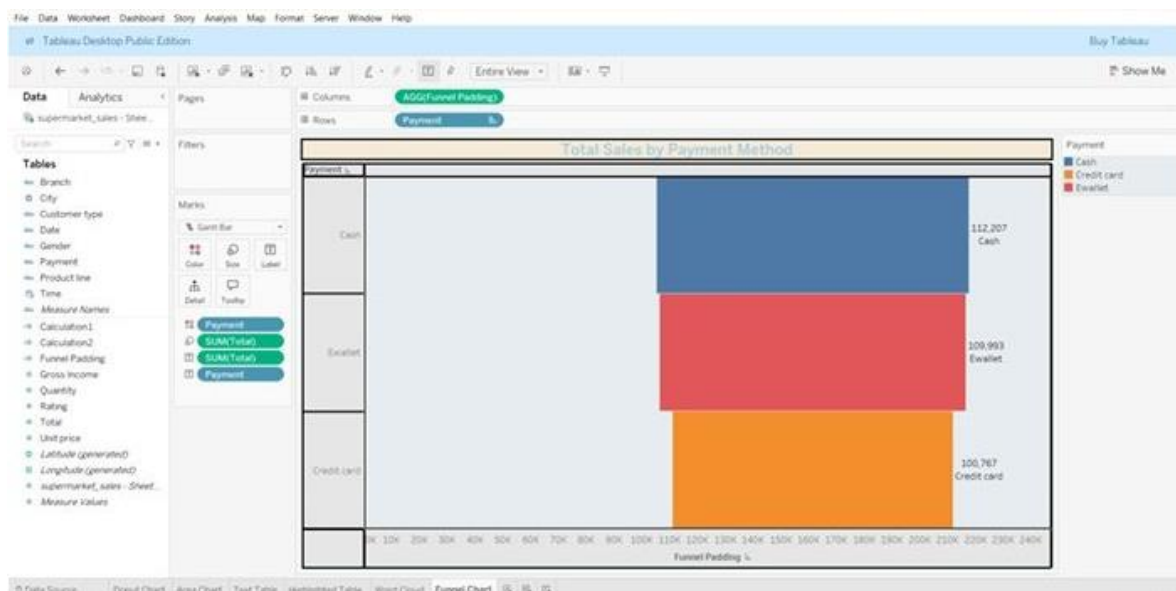 File Data Worksheet Dashboard Story Analysis Map Format Server Window Help
Tableau Desktop Public Edition
Buy Tableau
Entire View
Show Me
Data Analytics
supermarket_sales - Shee...
Search
Tables
Branch
City
Customer type
Date
Gender
Payment
Product line
Time
Measure Names
Calculation1
Calculation2
Funnel Padding
Gross Income
Quantity
Rating
Total
Unit price
Latitude (generated)
Longitude (generated)
supermarket_sales - Sheet...
Measure Values
Pages
Filters
Marks
Gantt Bar
Color Size Label
Detail Tooltip
Payment
SUM(Total)
SUM(Total)
Payment
Columns AGG(Funnel Padding)
Rows Payment
Total Sales by Payment Method
Payment
Cash
112,207
Cash
Ewallet
109,993
Ewallet
Credit card
100,767
Credit card
0K 10K 20K 30K 40K 50K 60K 70K 80K 90K 100K 110K 120K 130K 140K 150K 160K 170K 180K 190K 200K 210K 220K 230K 240K
Funnel Padding
Payment
Cash
Credit card
Ewallet
Data Source Donut Chart Area Chart Text Table Highlighted Table Word Cloud Funnel Chart